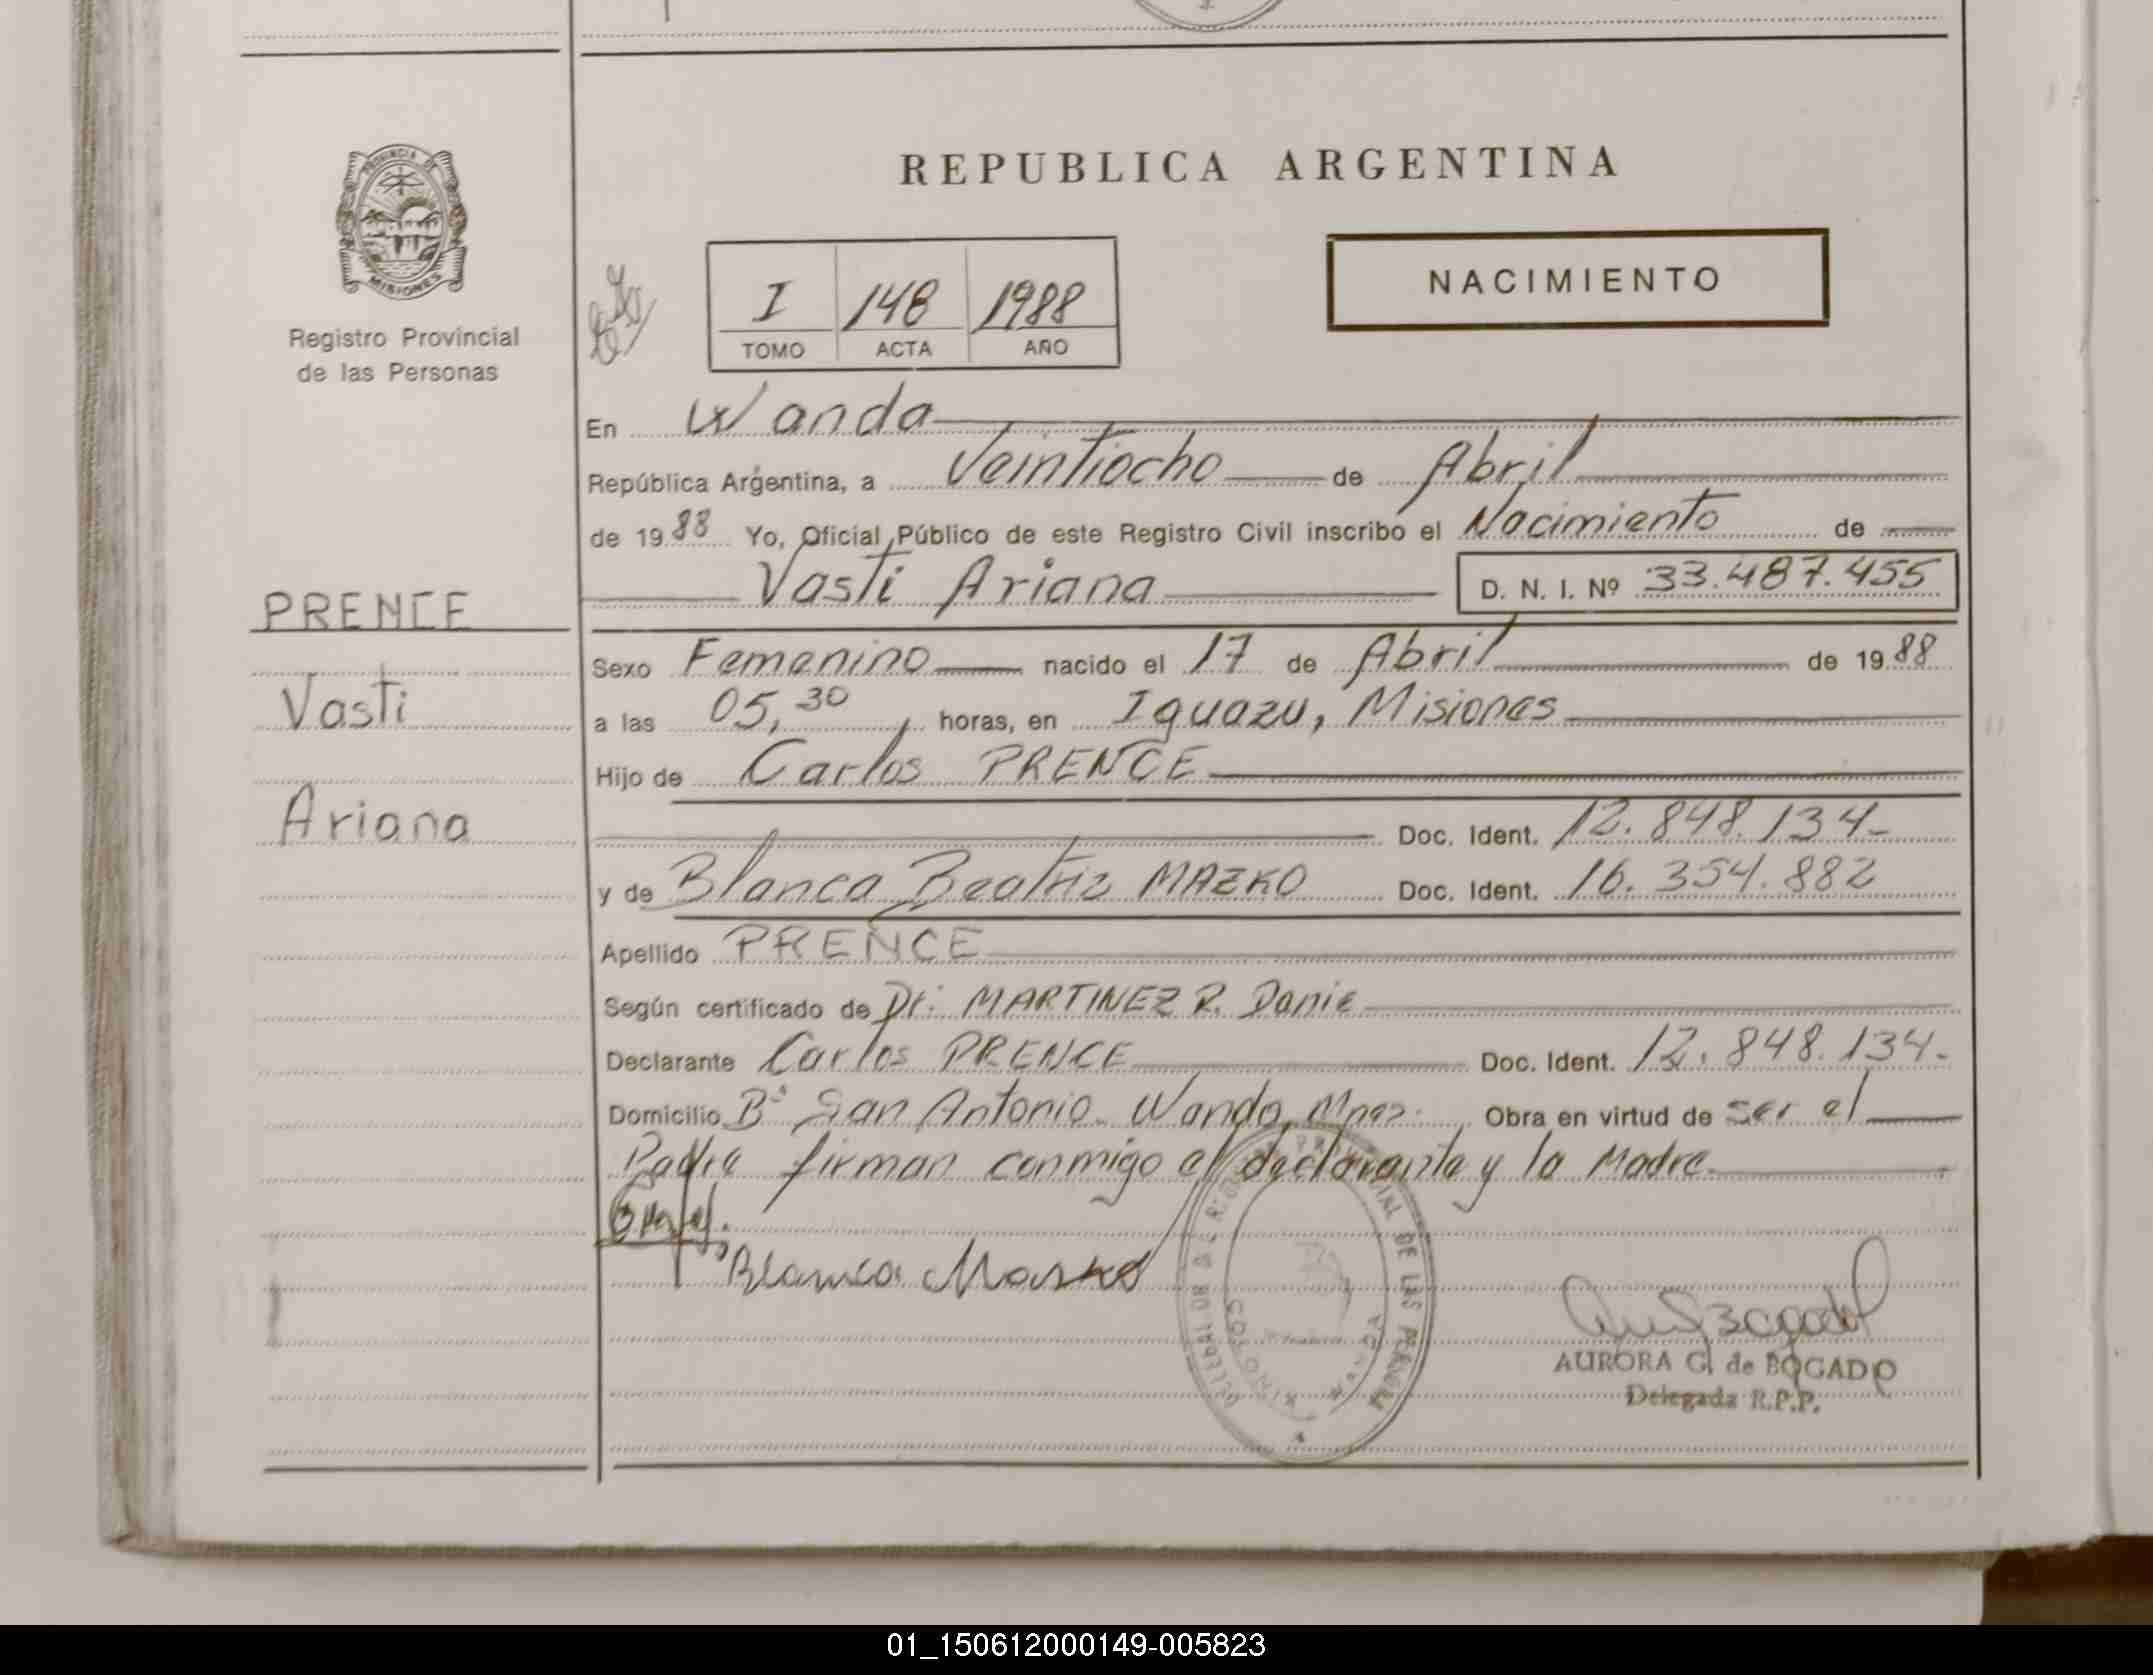 PROVINCIA DE
MISIONES
Registro Provincial
de las Personas
REPUBLICA ARGENTINA
NACIMIENTO
I 148 1988
TOMO ACTA AÑO
En Wanda
República Argentina, a Veintiocho de Abril
de 1988 Yo, Oficial Público de este Registro Civil inscribo el Nacimiento de
Vasti Ariana D. N. I. Nº 33.487.455
PRENCE
Vasti
Ariana
Sexo Femenino nacido el 17 de Abril de 1988
a las 05,30 horas, en Iguazu, Misiones
Hijo de Carlos PRENCE
Doc. Ident. 12.848.134-
y de Blanca Beatriz MAZKO Doc. Ident. 16.354.882
Apellido PRENCE
Según certificado de Dr. MARTINEZ R. Danie
Declarante Carlos PRENCE Doc. Ident. 12.848.134-
Domicilio Bº San Antonio. Wanda, Mnes. Obra en virtud de ser el
Padre firman conmigo el declarante y la Madre.
Blanca Masko
COLONIA WANDA
AURORA G. de BOGADO
Delegada R.P.P.
01_150612000149-005823